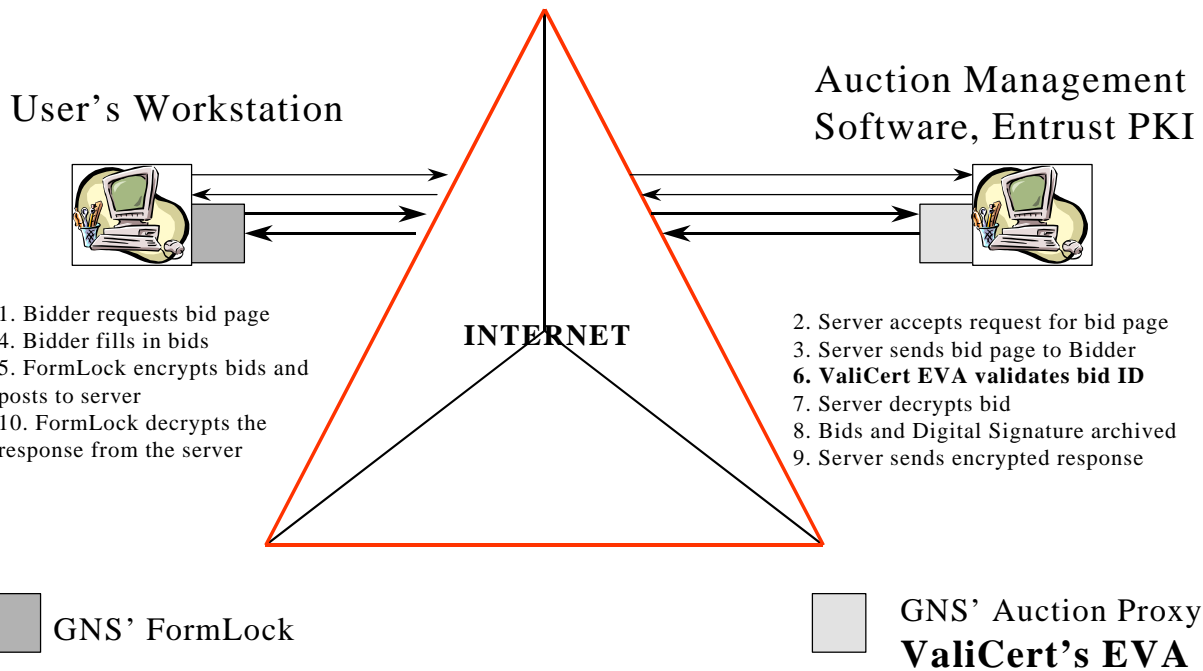 User’s Workstation
Auction Management
Software, Entrust PKI
INTERNET
1. Bidder requests bid page
4. Bidder fills in bids
5. FormLock encrypts bids and
posts to server
10. FormLock decrypts the
response from the server
2. Server accepts request for bid page
3. Server sends bid page to Bidder
6. ValiCert EVA validates bid ID
7. Server decrypts bid
8. Bids and Digital Signature archived
9. Server sends encrypted response
GNS’ FormLock
GNS’ Auction Proxy
ValiCert’s EVA